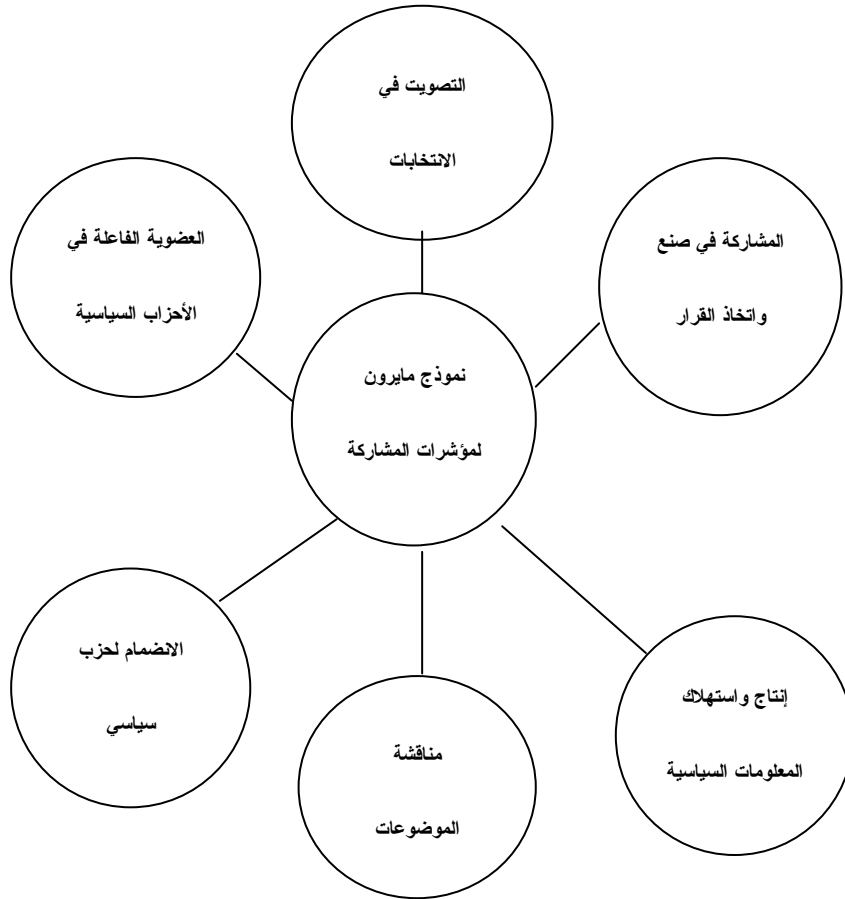 التصويت في
الانتخابات
المشاركة في صنع
واتخاذ القرار
العضوية الفاعلة في
الأحزاب السياسية
نموذج مايرون
لمؤشرات المشاركة
إنتاج واستهلاك
المعلومات السياسية
الانضمام لحزب
سياسي
مناقشة
الموضوعات